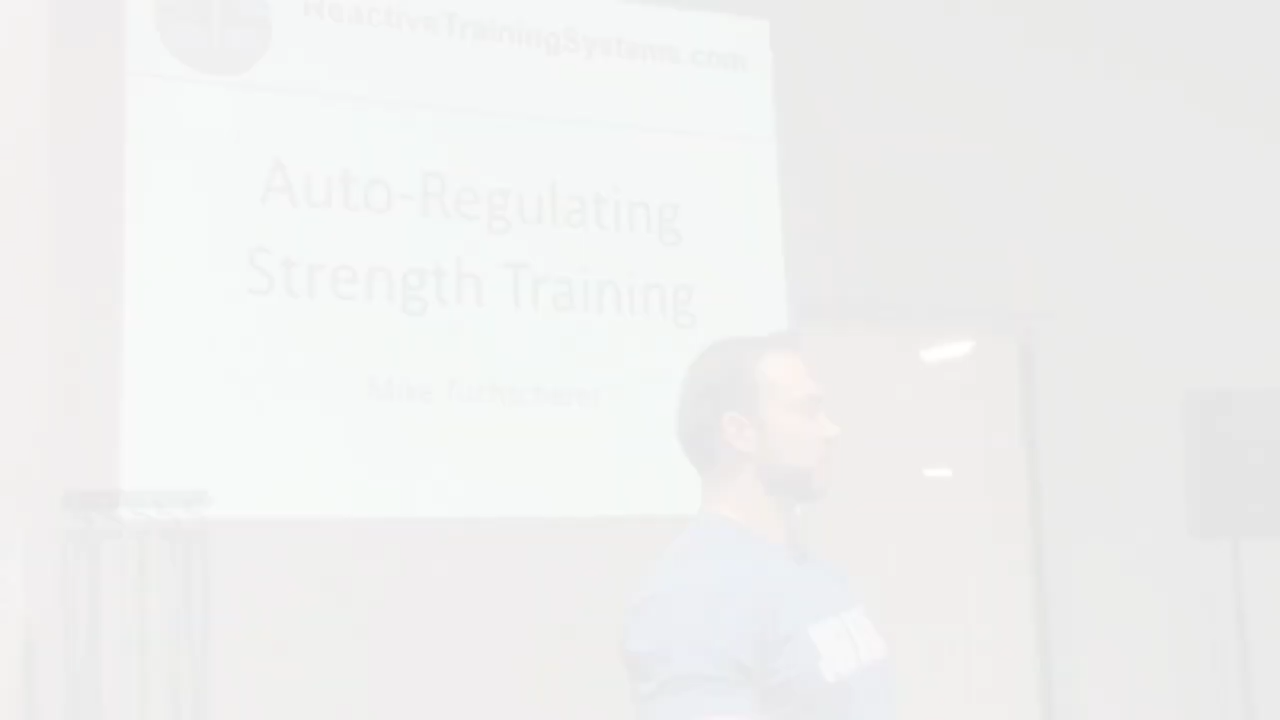 ReactiveTrainingSystems.com
Auto-Regulating
Strength Training
Mike Tuchscherer